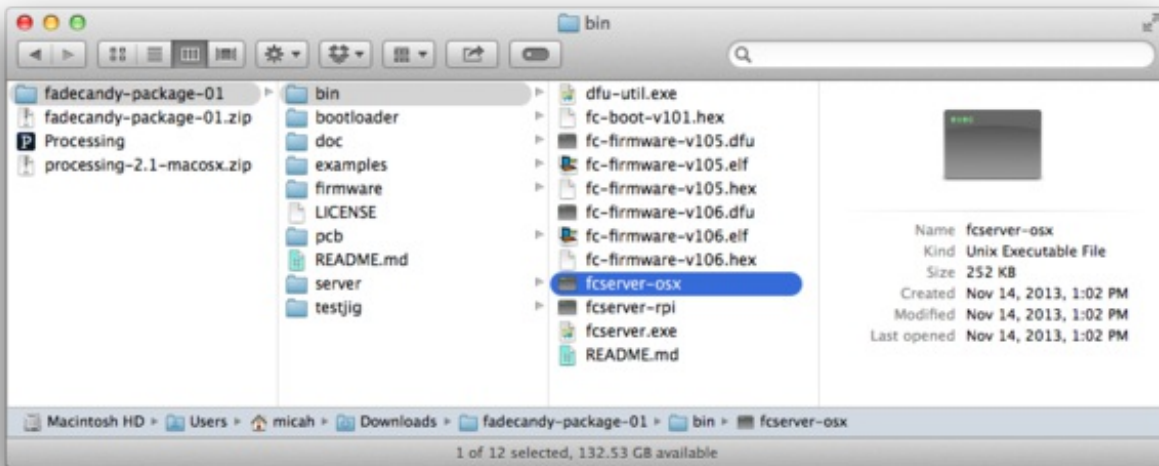 bin
fadecandy-package-01
fadecandy-package-01.zip
Processing
processing-2.1-macosx.zip
bin
bootloader
doc
examples
firmware
LICENSE
pcb
README.md
server
testjig
dfu-util.exe
fc-boot-v101.hex
fc-firmware-v105.dfu
fc-firmware-v105.elf
fc-firmware-v105.hex
fc-firmware-v106.dfu
fc-firmware-v106.elf
fc-firmware-v106.hex
fcserver-osx
fcserver-rpi
fcserver.exe
README.md
exec
Name fcserver-osx
Kind Unix Executable File
Size 252 KB
Created Nov 14, 2013, 1:02 PM
Modified Nov 14, 2013, 1:02 PM
Last opened Nov 14, 2013, 1:02 PM
Macintosh HD Users micah Downloads fadecandy-package-01 bin fcserver-osx
1 of 12 selected, 132.53 GB available